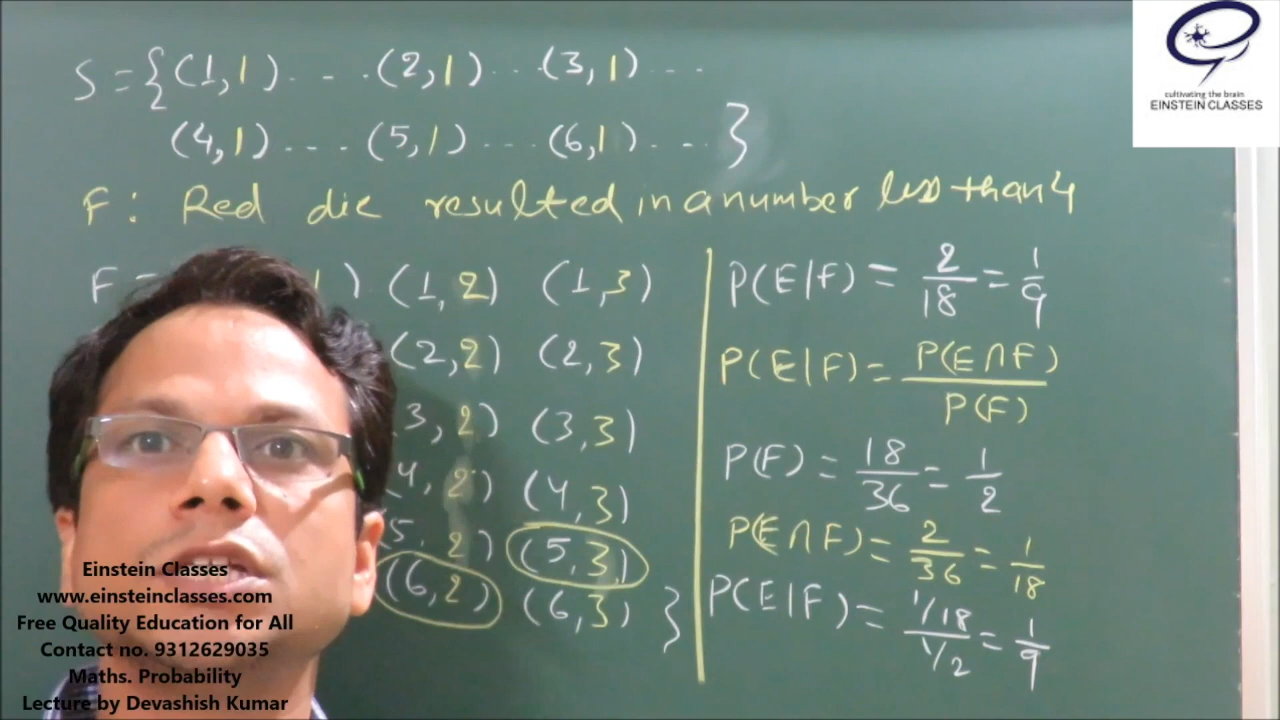 S = {(1,1) ... (2,1) ... (3,1) ...
(4,1) ... (5,1) ... (6,1) ... }
F : Red die resulted in a number less than 4
F = 1) (1,2) (1,3)
(2,2) (2,3)
3,2) (3,3)
(4,2) (4,3)
(5,2) (5,3)
(6,2) (6,3) }
P(E|F) = 2/18 = 1/9
P(E|F) = P(E∩F)/P(F)
P(F) = 18/36 = 1/2
P(E∩F) = 2/36 = 1/18
P(E|F) = 1/18 / 1/2 = 1/9
cultivating the brain
EINSTEIN CLASSES
Einstein Classes
www.einsteinclasses.com
Free Quality Education for All
Contact no. 9312629035
Maths. Probability
Lecture by Devashish Kumar